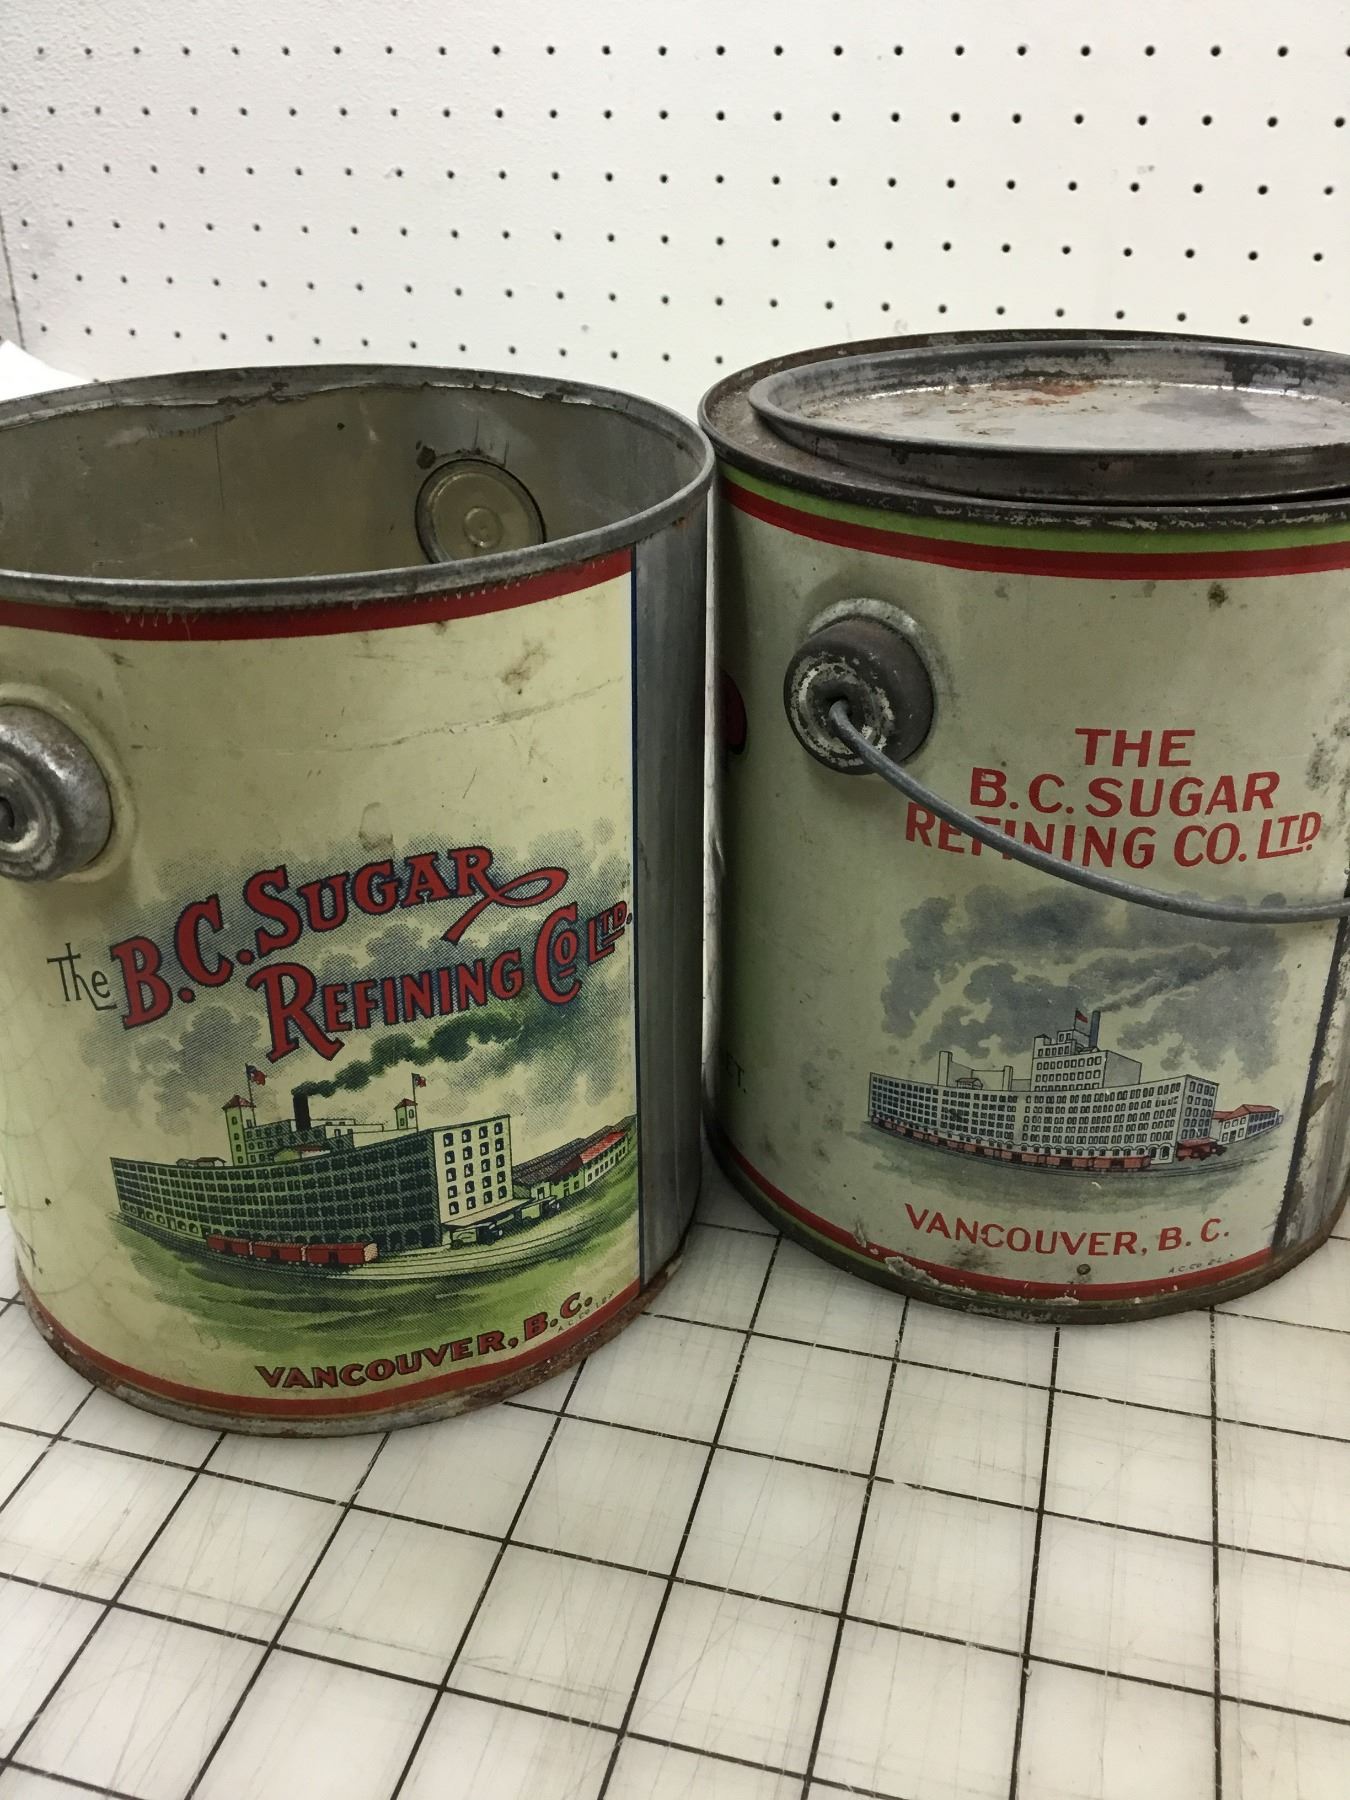 The B.C. SUGAR
REFINING CO LTD.
VANCOUVER, B.C.
THE
B.C. SUGAR
REFINING CO. LTD.
VANCOUVER, B. C.